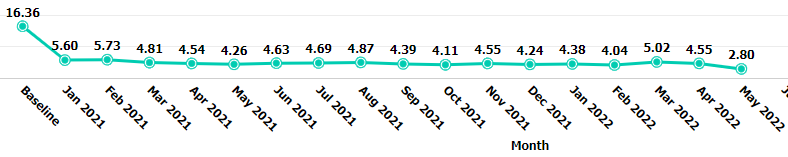 16.36
5.60 5.73 4.81 4.54 4.26 4.63 4.69 4.87 4.39 4.11 4.55 4.24 4.38 4.04 5.02 4.55 2.80
Baseline Jan 2021 Feb 2021 Mar 2021 Apr 2021 May 2021 Jun 2021 Jul 2021 Aug 2021 Sep 2021 Oct 2021 Nov 2021 Dec 2021 Jan 2022 Feb 2022 Mar 2022 Apr 2022 May 2022
Month